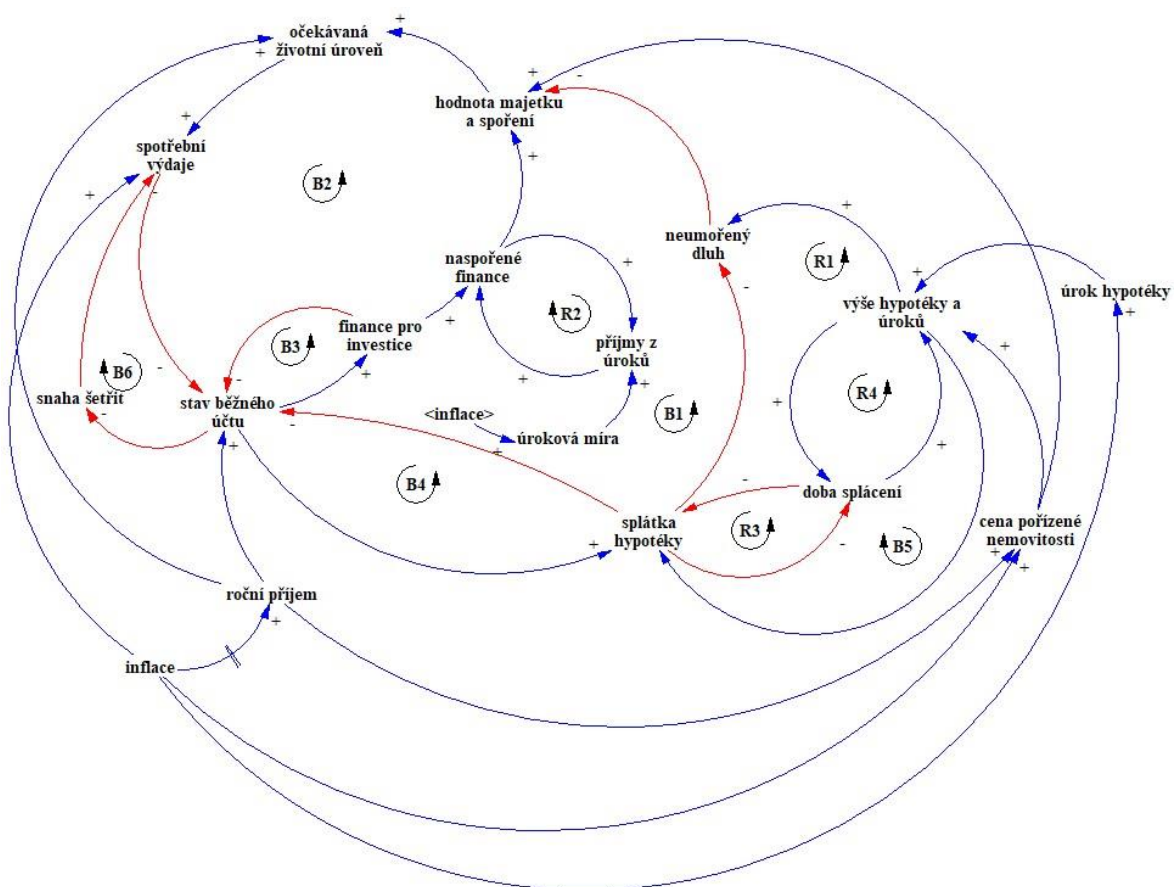 očekávaná
životní úroveň
+
+
+
hodnota majetku
a spoření
+
-
+
spotřební
výdaje
+
-
B2
+
naspořené
finance
+
neumořený
dluh
-
+
R1
výše hypotéky a
úroků
+
úrok hypotéky
+
R2
B3
finance pro
investice
+
+
příjmy z
úroků
+
+
+
B6
-
snaha šetřit
-
stav běžného
účtu
-
-
+
<inflace>
úroková míra
+
B1
R4
+
+
B4
doba splácení
-
-
R3
B5
splátka
hypotéky
+
cena pořízené
nemovitosti
+
+
roční příjem
+
inflace